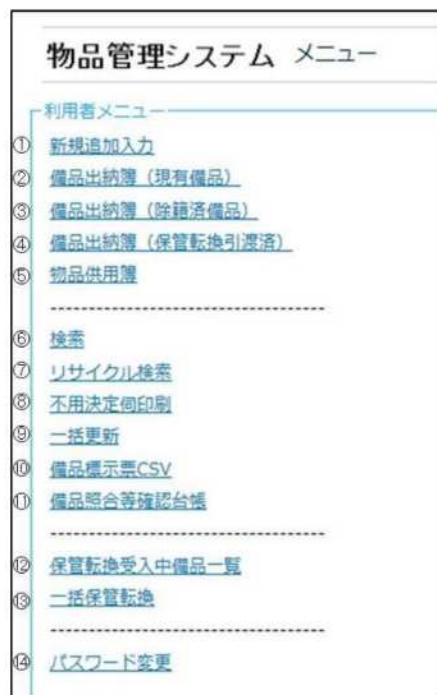 物品管理システム メニュー
利用者メニュー
① 新規追加入力
② 備品出納簿（現有備品）
③ 備品出納簿（除籍済備品）
④ 備品出納簿（保管転換引渡済）
⑤ 物品供用簿
------------------------------------
⑥ 検索
⑦ リサイクル検索
⑧ 不用決定伺印刷
⑨ 一括更新
⑩ 備品標示票CSV
⑪ 備品照合等確認台帳
------------------------------------
⑫ 保管転換受入中備品一覧
⑬ 一括保管転換
------------------------------------
⑭ パスワード変更